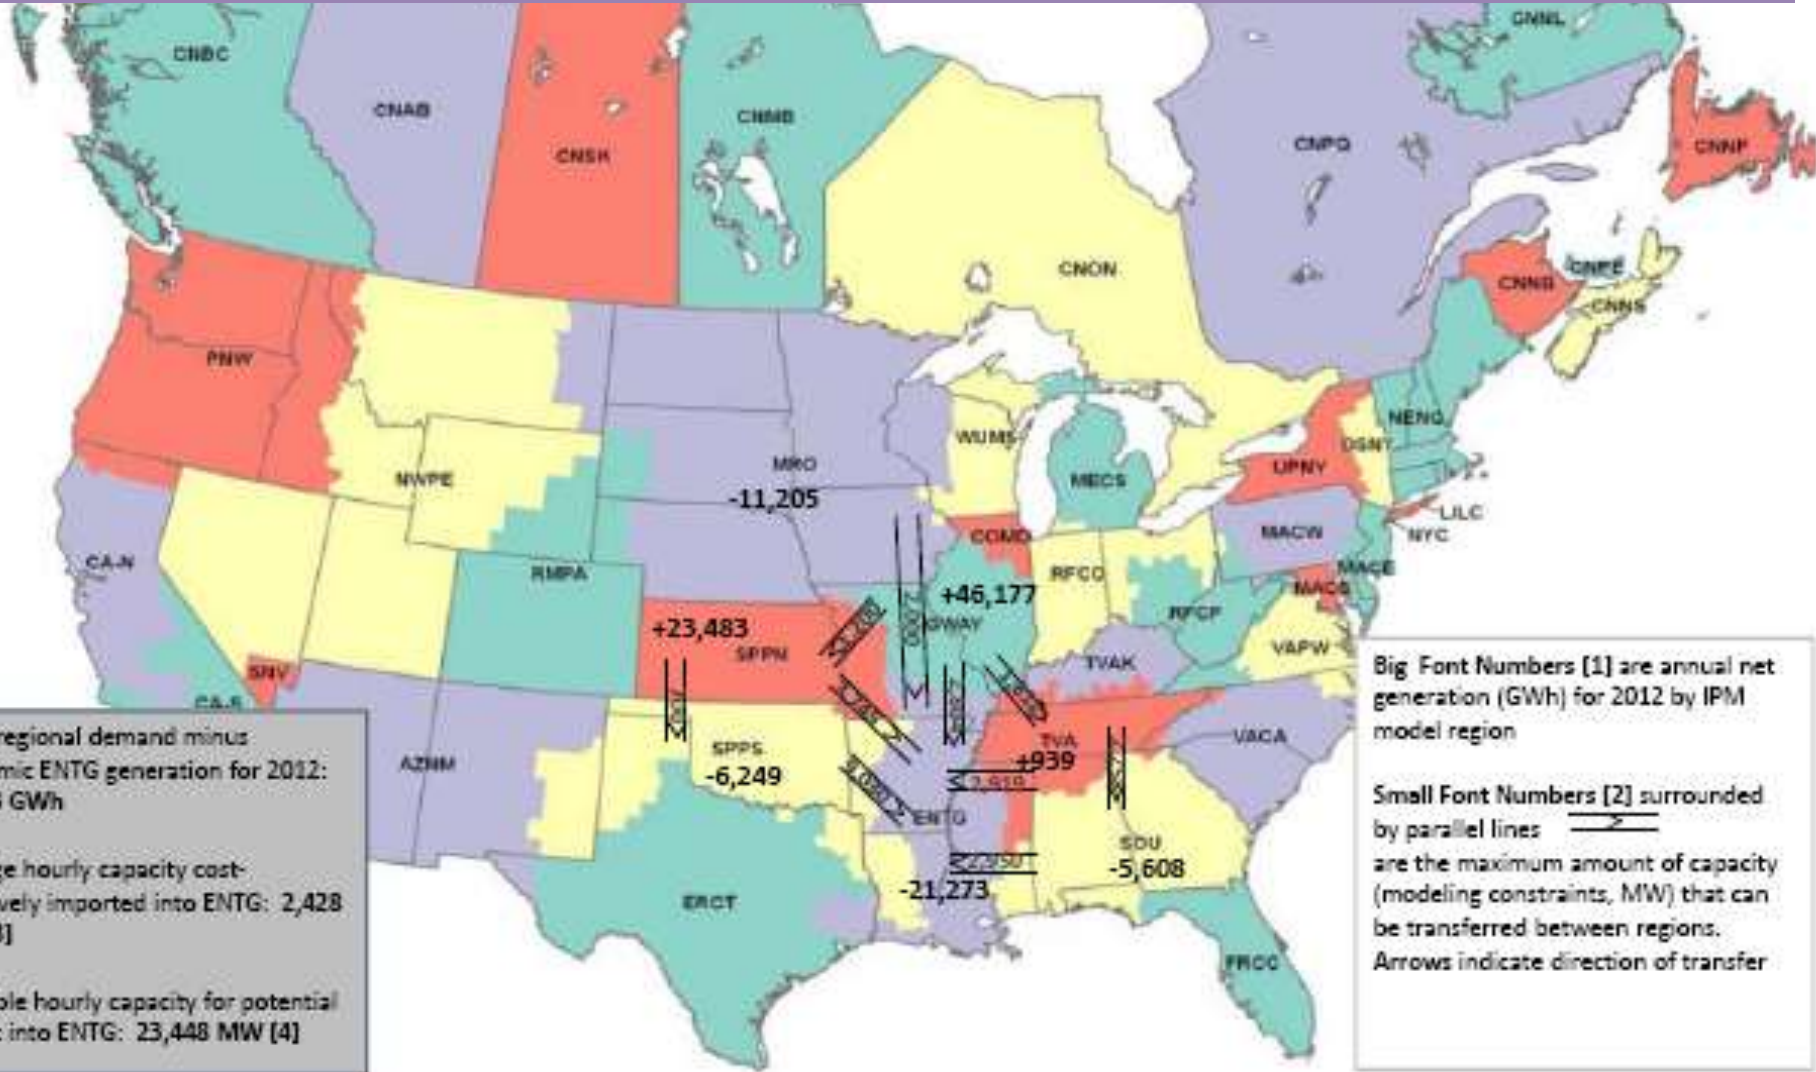 CNBC
CNAB
CNSK
CNMB
CNON
CNPQ
CNNL
CNNF
CNNB
CNPE
CNNS
PNW
NWPE
MRO
-11,205
WUMS
MECS
UPNY
DSNY
NENG
LILC
NYC
MACW
MACE
MACS
COMD
RFCO
RFCP
VAPW
CA-N
RMPA
+46,177
GWAY
TVAK
+23,483
SPPN
SNV
CA-S
AZNM
SPPS
-6,249
TVA
+939
VACA
ENTG
2,950
SOU
-5,608
-21,273
ERCT
FRCC
regional demand minus
mic ENTG generation for 2012:
GWh
ge hourly capacity cost-
vely imported into ENTG: 2,428
ble hourly capacity for potential
into ENTG: 23,448 MW [4]
Big Font Numbers [1] are annual net
generation (GWh) for 2012 by IPM
model region
Small Font Numbers [2] surrounded
by parallel lines
are the maximum amount of capacity
(modeling constraints, MW) that can
be transferred between regions.
Arrows indicate direction of transfer